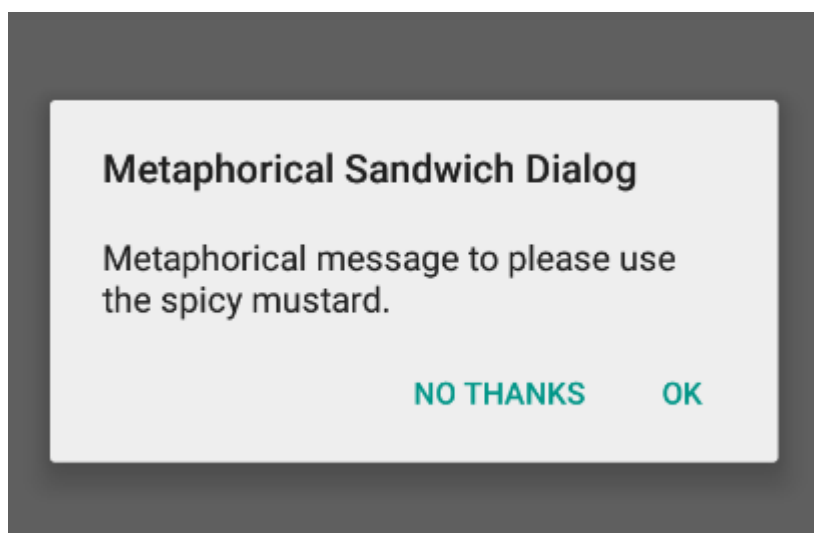 Metaphorical Sandwich Dialog
Metaphorical message to please use
the spicy mustard.
NO THANKS OK